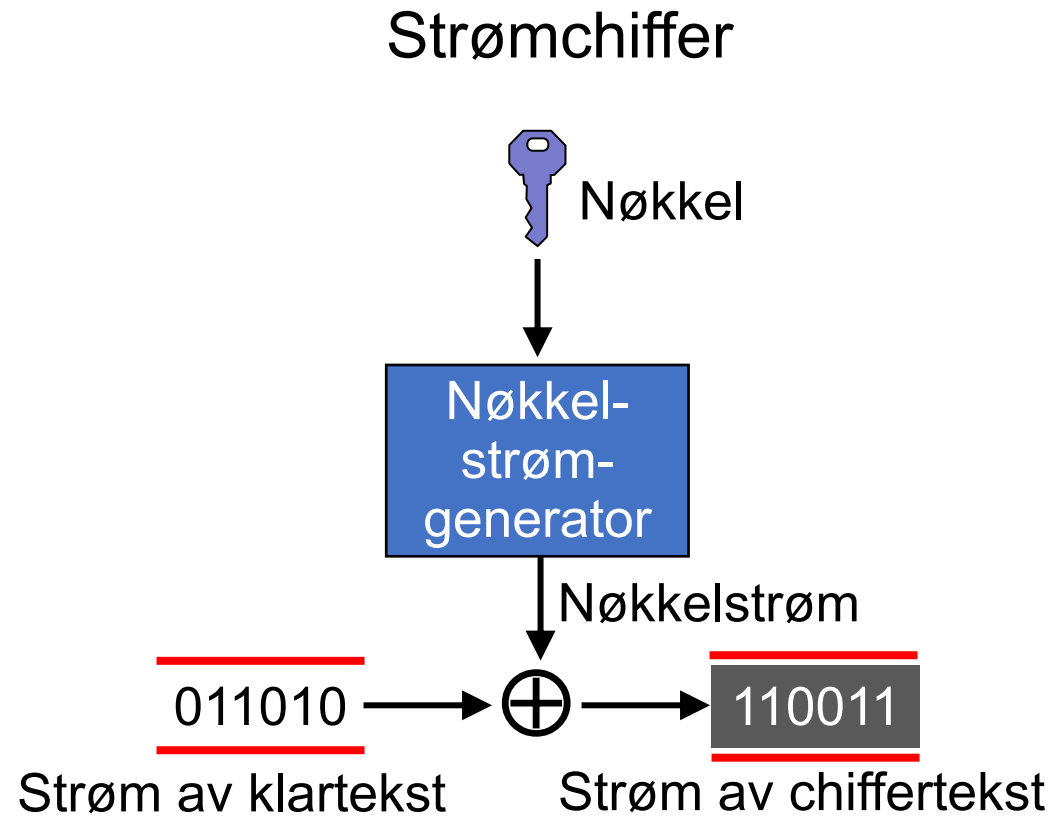 Strømchiffer
Nøkkel
Nøkkel-
strøm-
generator
Nøkkelstrøm
011010
110011
Strøm av klartekst
Strøm av chiffertekst